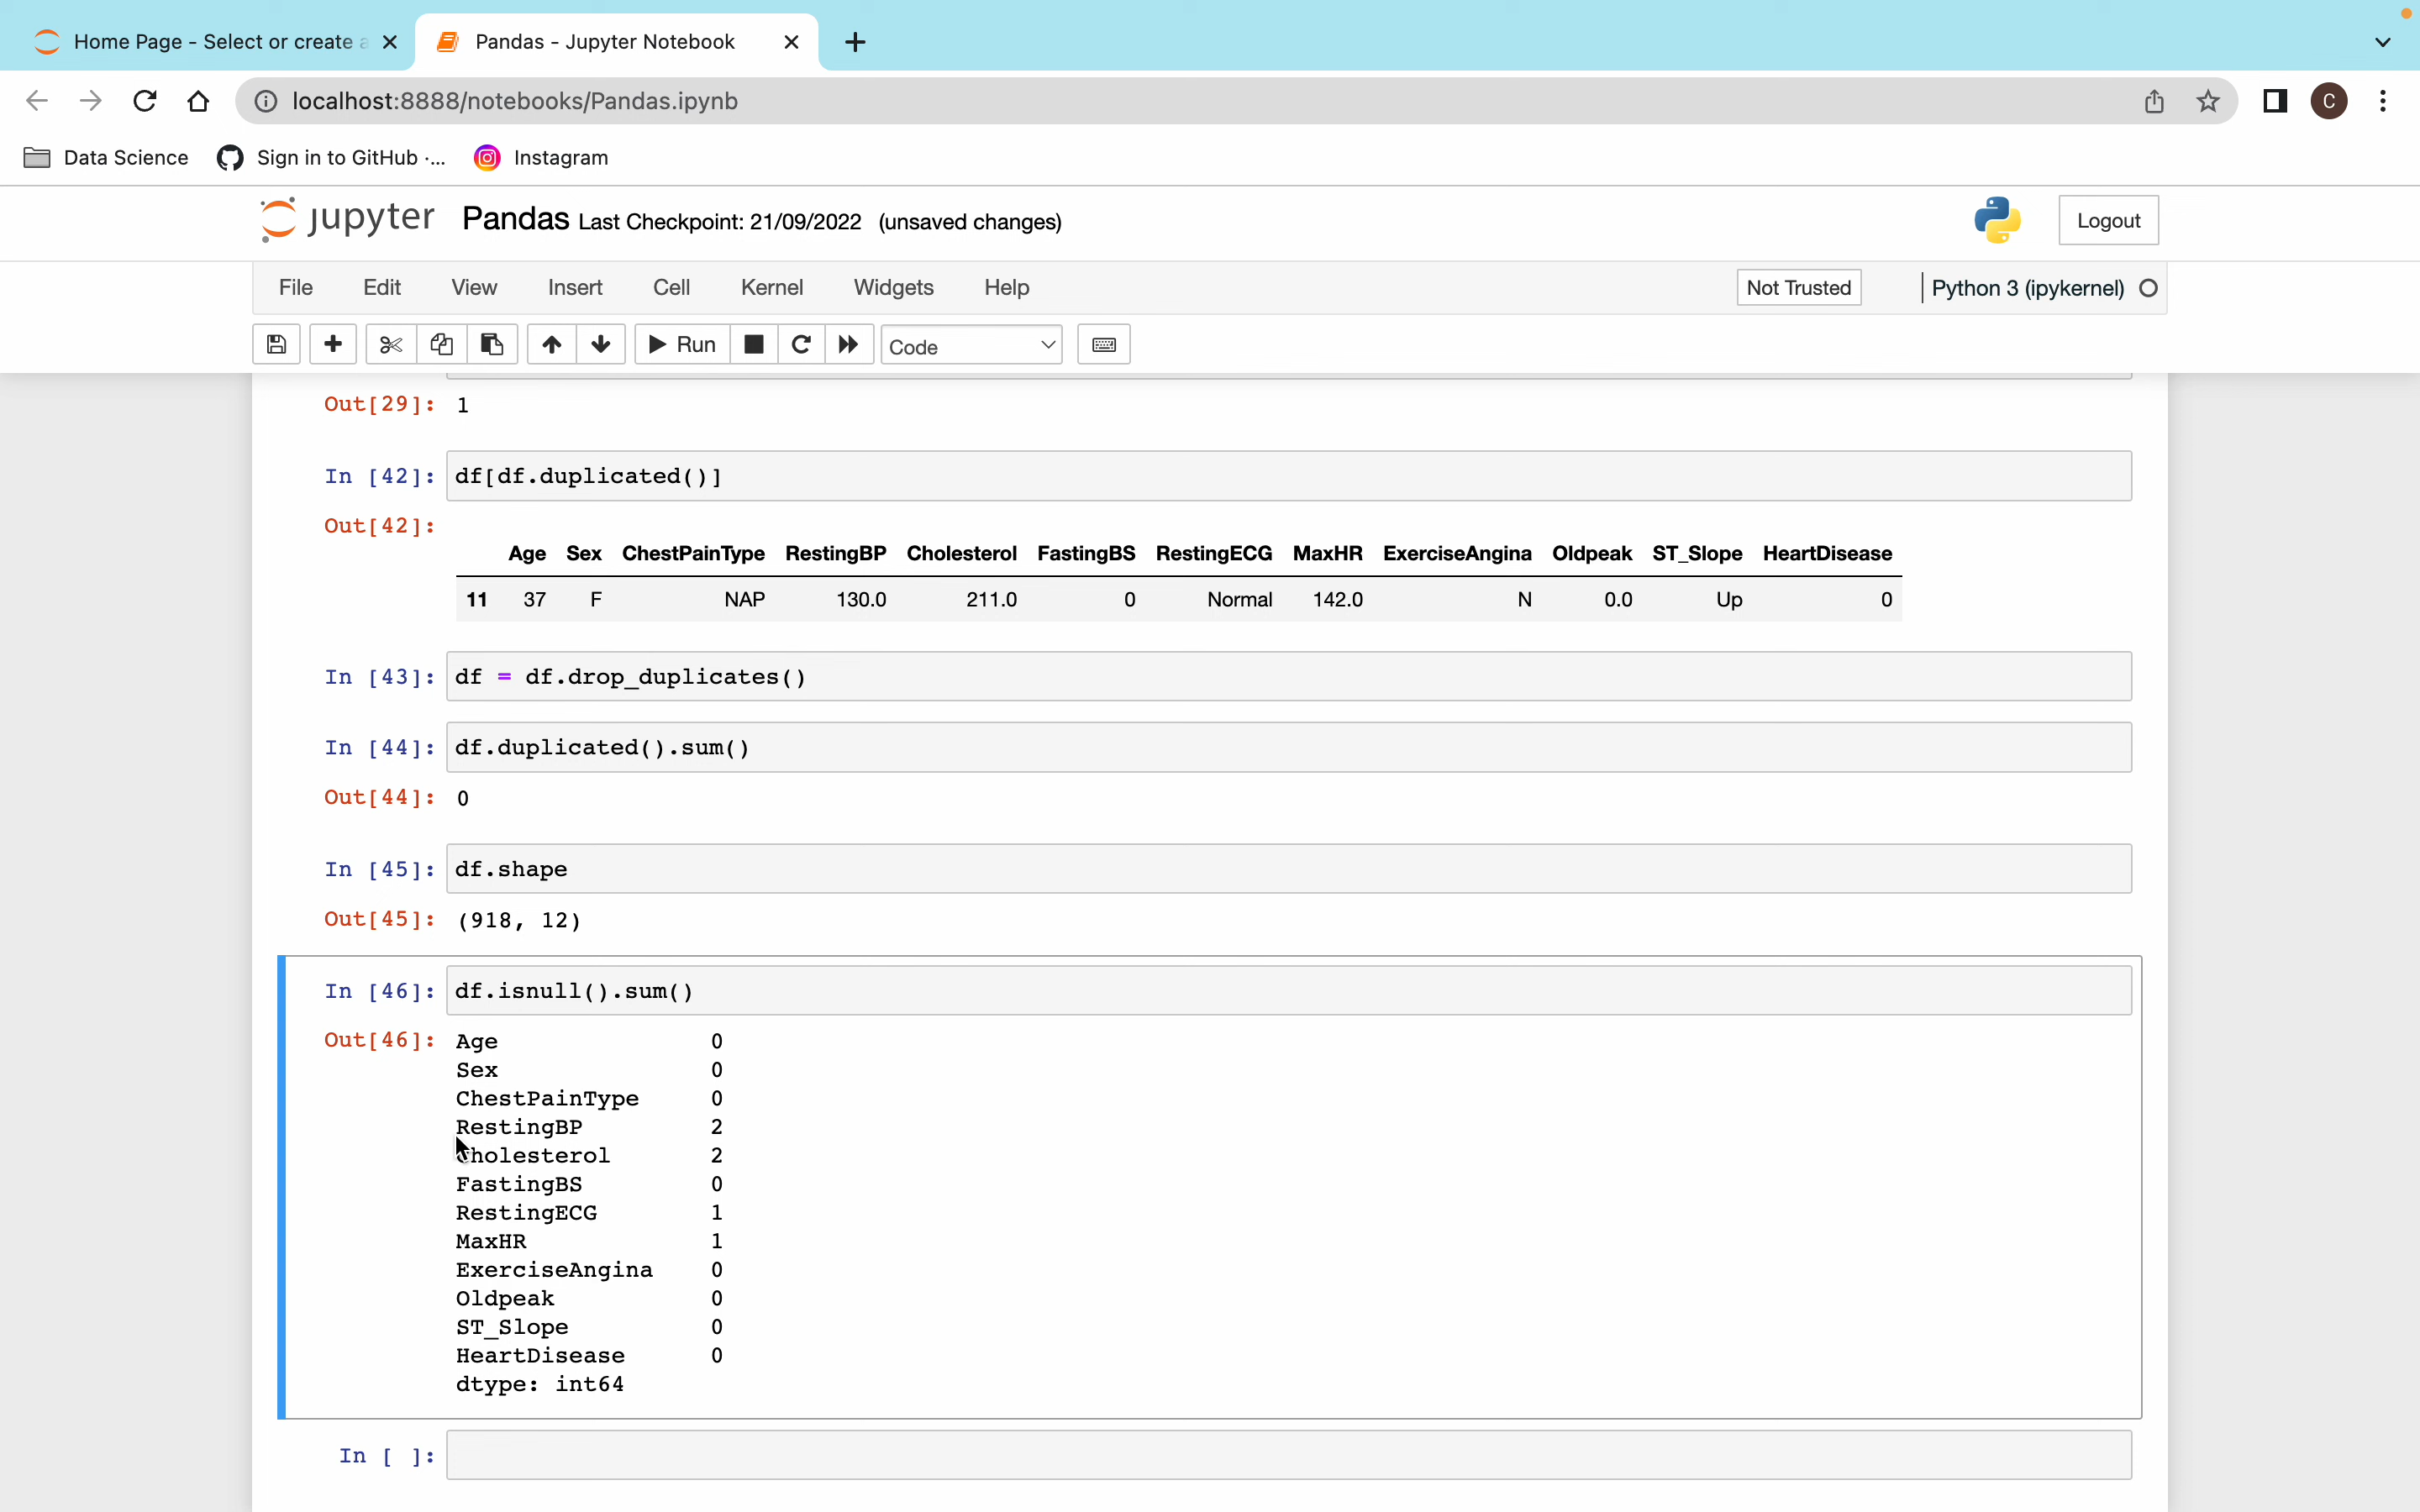 Home Page - Select or create a
Pandas - Jupyter Notebook
localhost:8888/notebooks/Pandas.ipynb
C
Data Science
Sign in to GitHub ·...
Instagram
jupyter
Pandas Last Checkpoint: 21/09/2022 (unsaved changes)
Logout
File Edit View Insert Cell Kernel Widgets Help
Not Trusted
Python 3 (ipykernel)
Run
Code
Out[29]: 1
In [42]: df[df.duplicated()]
Out[42]:
Age Sex ChestPainType RestingBP Cholesterol FastingBS RestingECG MaxHR ExerciseAngina Oldpeak ST_Slope HeartDisease
11 37 F NAP 130.0 211.0 0 Normal 142.0 N 0.0 Up 0
In [43]: df = df.drop_duplicates()
In [44]: df.duplicated().sum()
Out[44]: 0
In [45]: df.shape
Out[45]: (918, 12)
In [46]: df.isnull().sum()
Out[46]: Age 0
Sex 0
ChestPainType 0
RestingBP 2
Cholesterol 2
FastingBS 0
RestingECG 1
MaxHR 1
ExerciseAngina 0
Oldpeak 0
ST_Slope 0
HeartDisease 0
dtype: int64
In [ ]: